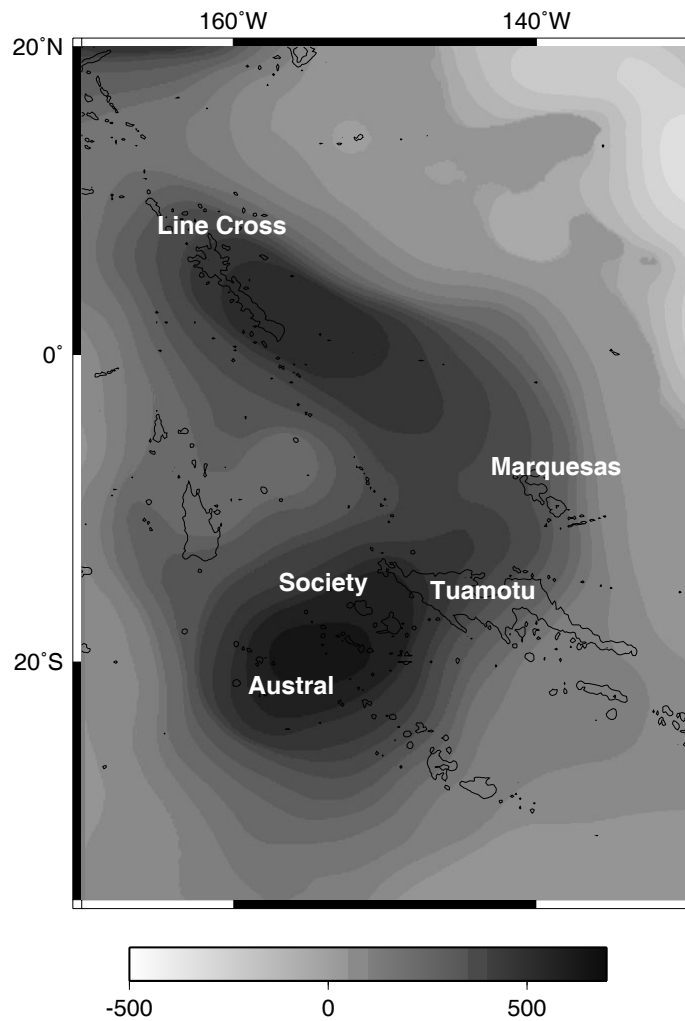 160˚W 140˚W
20˚N
Line Cross
0˚
Marquesas
Society
Tuamotu
20˚S
Austral
-500 0 500